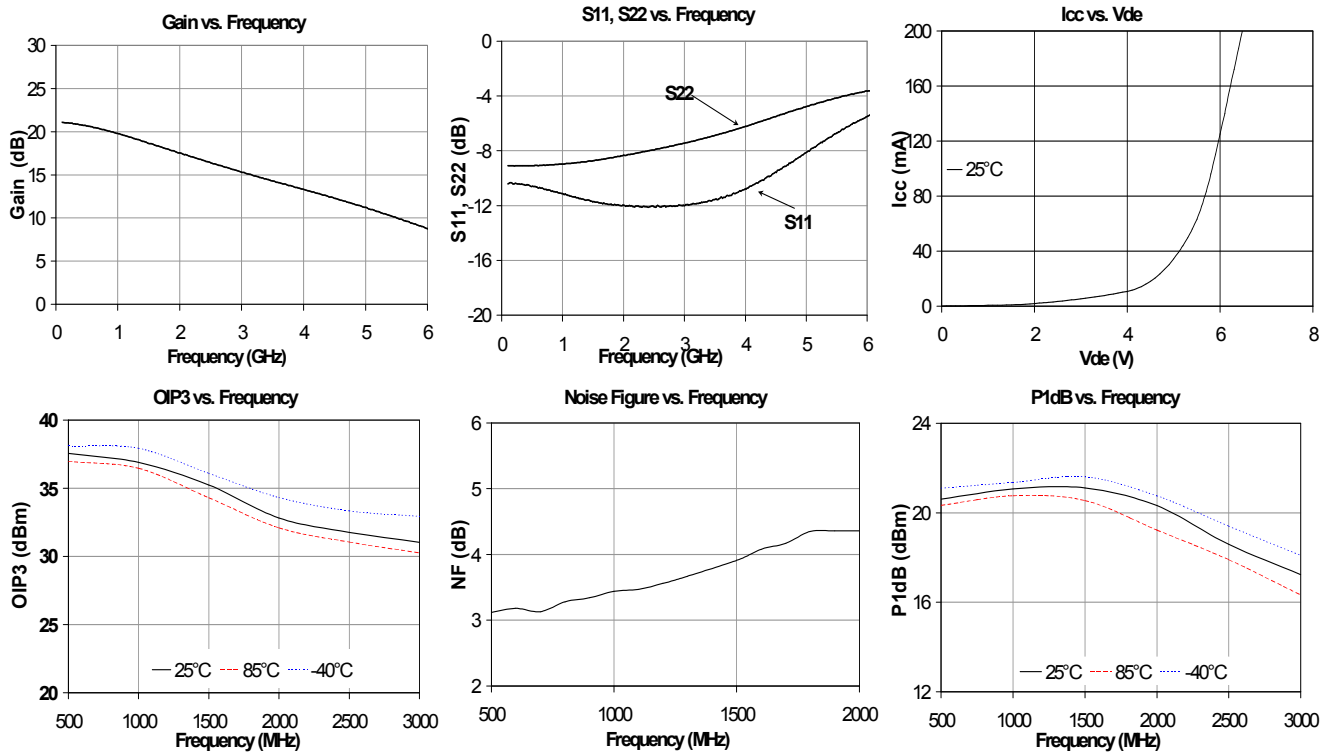 Gain vs. Frequency
30
25
20
15
10
5
0
Gain (dB)
0 1 2 3 4 5 6
Frequency (GHz)
S11, S22 vs. Frequency
0
-4
-8
-12
-16
-20
S11, S22 (dB)
S22
S11
0 1 2 3 4 5 6
Frequency (GHz)
Icc vs. Vde
200
160
120
80
40
0
Icc (mA)
25°C
0 2 4 6 8
Vde (V)
OIP3 vs. Frequency
40
35
30
25
20
OIP3 (dBm)
25°C 85°C -40°C
500 1000 1500 2000 2500 3000
Frequency (MHz)
Noise Figure vs. Frequency
6
5
4
3
2
NF (dB)
500 1000 1500 2000
Frequency (MHz)
P1dB vs. Frequency
24
20
16
12
P1dB (dBm)
25°C 85°C -40°C
500 1000 1500 2000 2500 3000
Frequency (MHz)